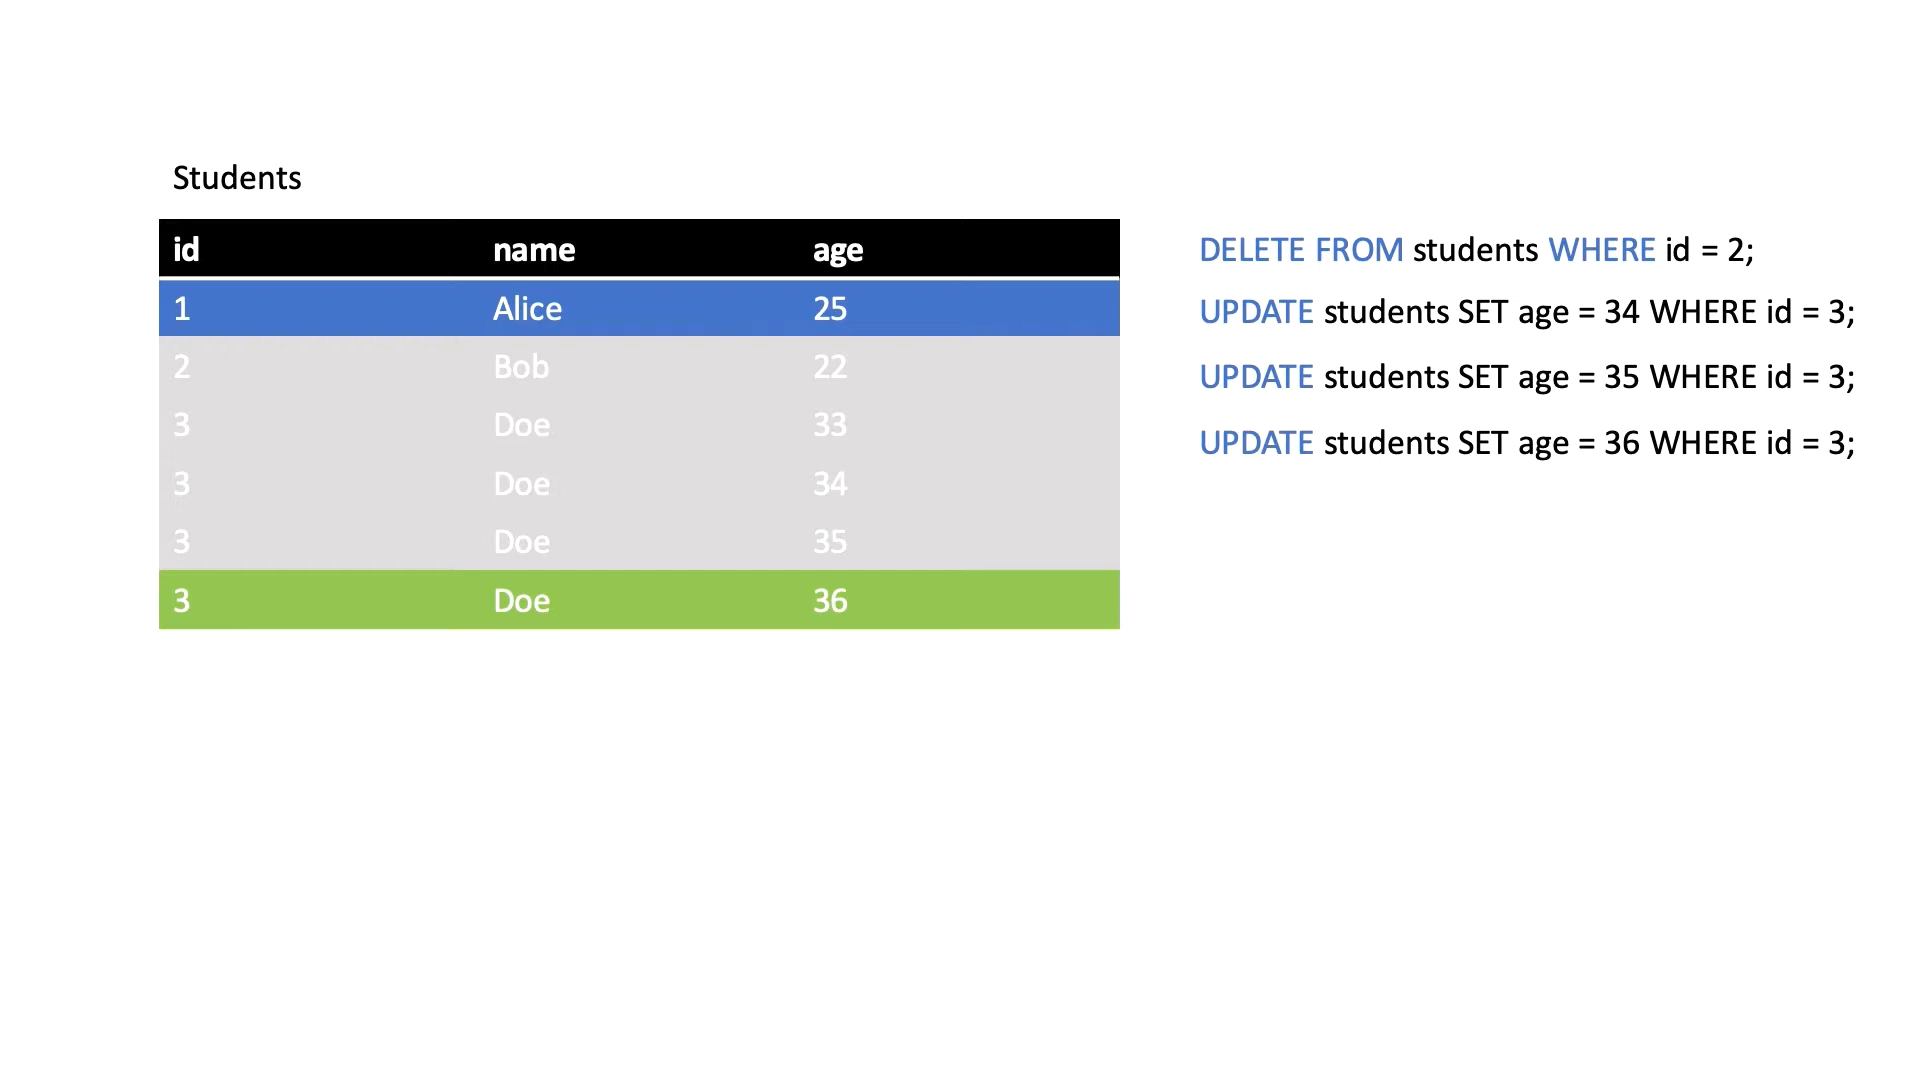 Students
id name age
1 Alice 25
2 Bob 22
3 Doe 33
3 Doe 34
3 Doe 35
3 Doe 36
DELETE FROM students WHERE id = 2;
UPDATE students SET age = 34 WHERE id = 3;
UPDATE students SET age = 35 WHERE id = 3;
UPDATE students SET age = 36 WHERE id = 3;